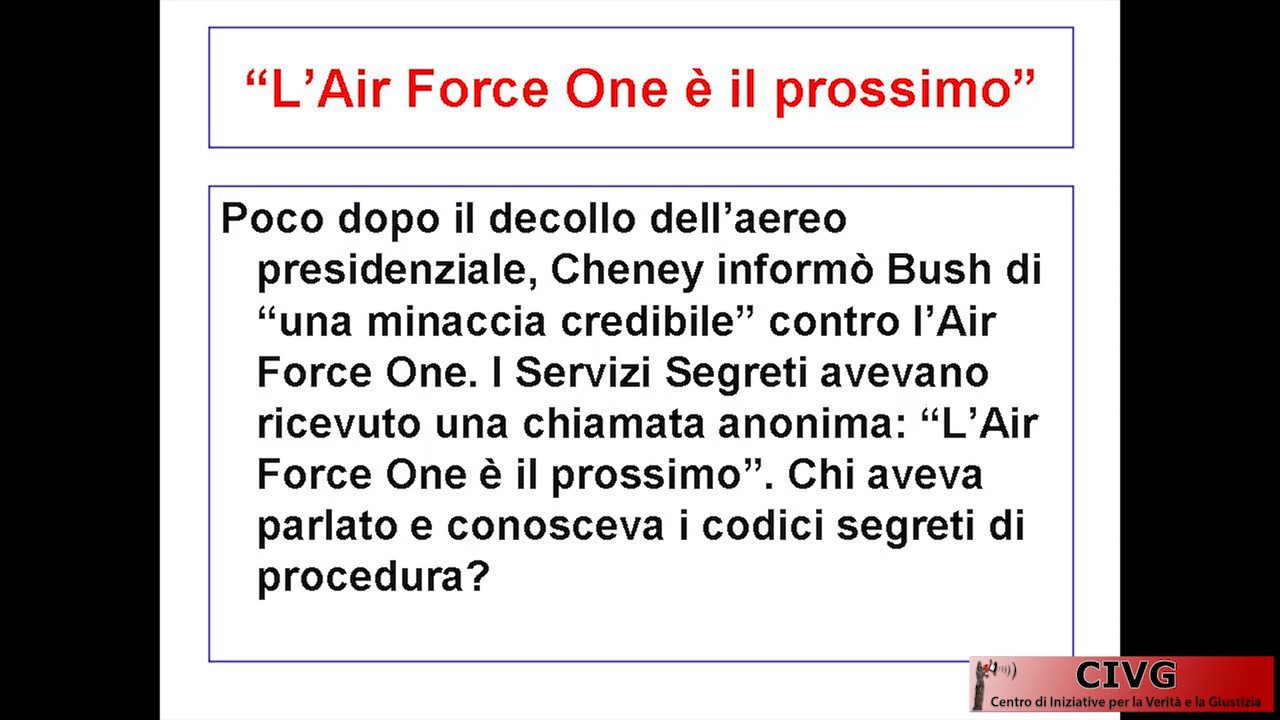 “L’Air Force One è il prossimo”
Poco dopo il decollo dell’aereo
presidenziale, Cheney informò Bush di
“una minaccia credibile” contro l’Air
Force One. I Servizi Segreti avevano
ricevuto una chiamata anonima: “L’Air
Force One è il prossimo”. Chi aveva
parlato e conosceva i codici segreti di
procedura?
CIVG
Centro di Iniziative per la Verità e la Giustizia